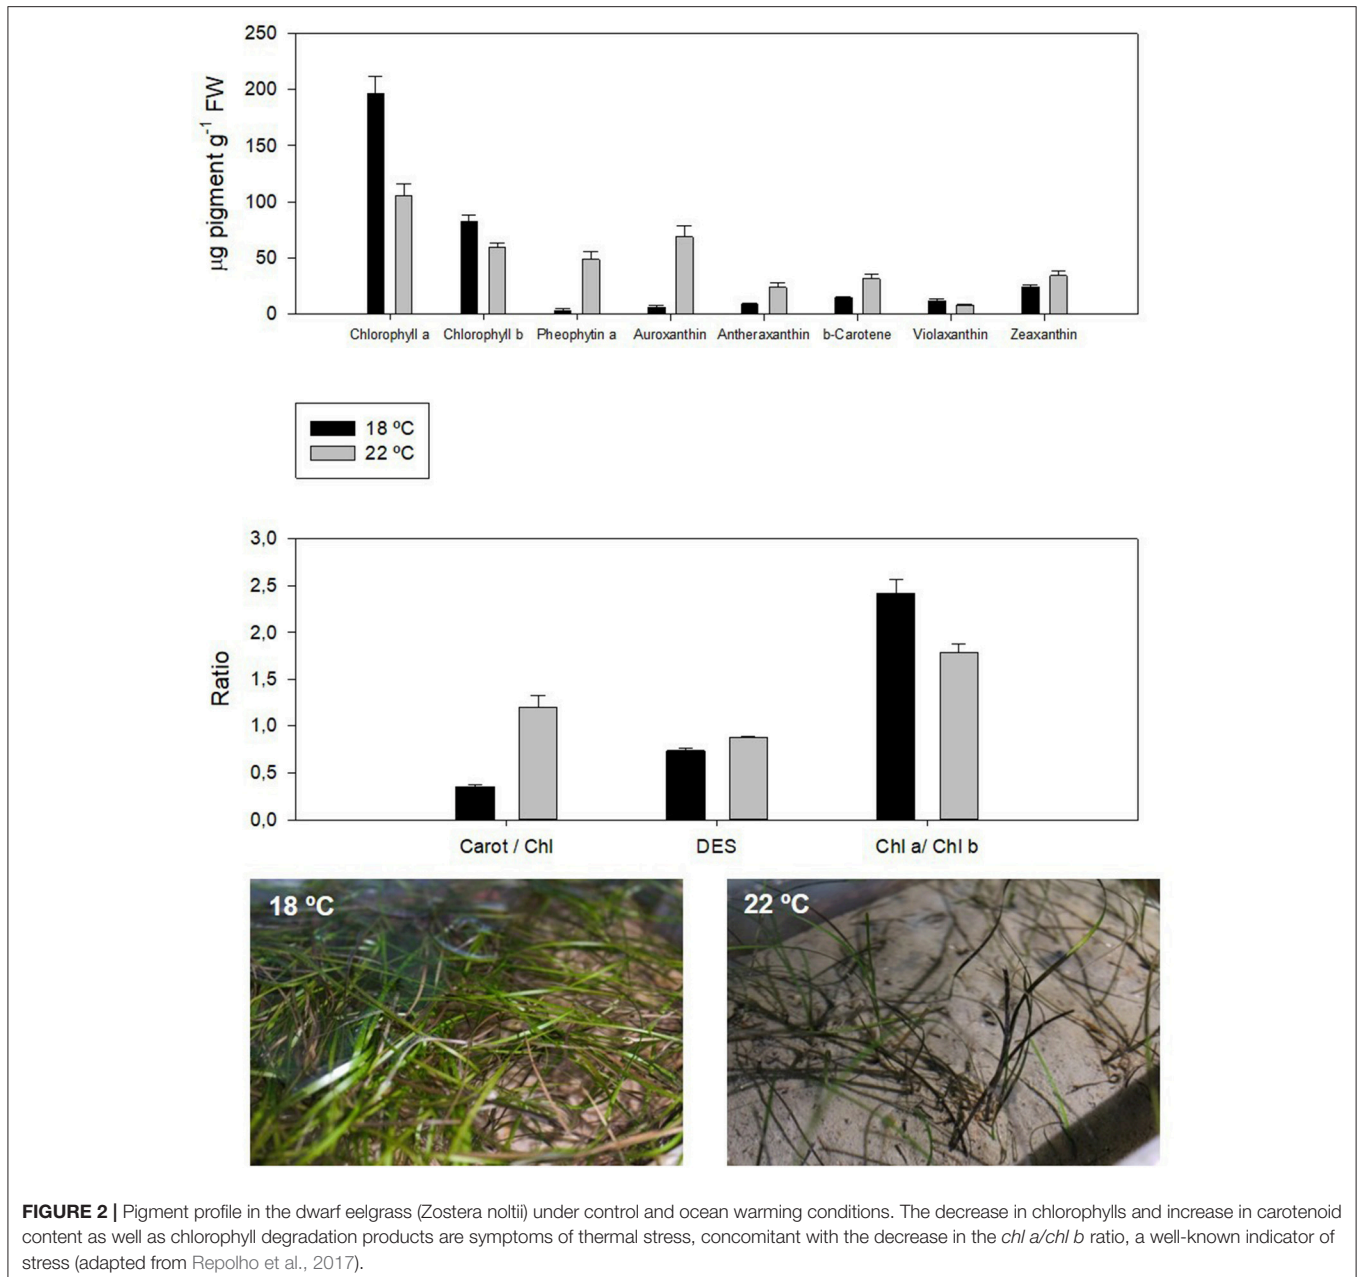 250
200
150
100
50
0
µg pigment g-1 FW
Chlorophyll a Chlorophyll b Pheophytin a Auroxanthin Antheraxanthin b-Carotene Violaxanthin Zeaxanthin
18 ºC
22 ºC
3,0
2,5
2,0
1,5
1,0
0,5
0,0
Ratio
Carot / Chl DES Chl a/ Chl b
18 ºC 22 ºC
FIGURE 2 | Pigment profile in the dwarf eelgrass (Zostera noltii) under control and ocean warming conditions. The decrease in chlorophylls and increase in carotenoid
content as well as chlorophyll degradation products are symptoms of thermal stress, concomitant with the decrease in the chl a/chl b ratio, a well-known indicator of
stress (adapted from Repolho et al., 2017).